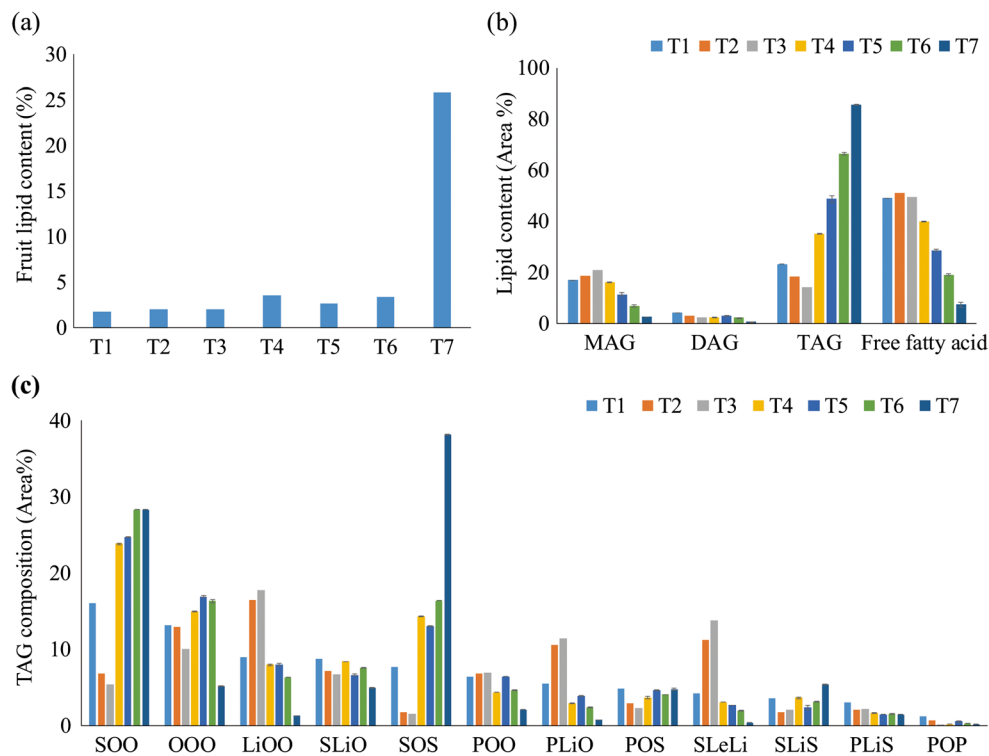 (a)
Fruit lipid content (%)
30
25
20
15
10
5
0
T1 T2 T3 T4 T5 T6 T7
(b)
T1 T2 T3 T4 T5 T6 T7
Lipid content (Area %)
100
80
60
40
20
0
MAG DAG TAG Free fatty acid
(c)
T1 T2 T3 T4 T5 T6 T7
TAG composition (Area%)
40
30
20
10
0
SOO OOO LiOO SLiO SOS POO PLiO POS SLeLi SLiS PLiS POP